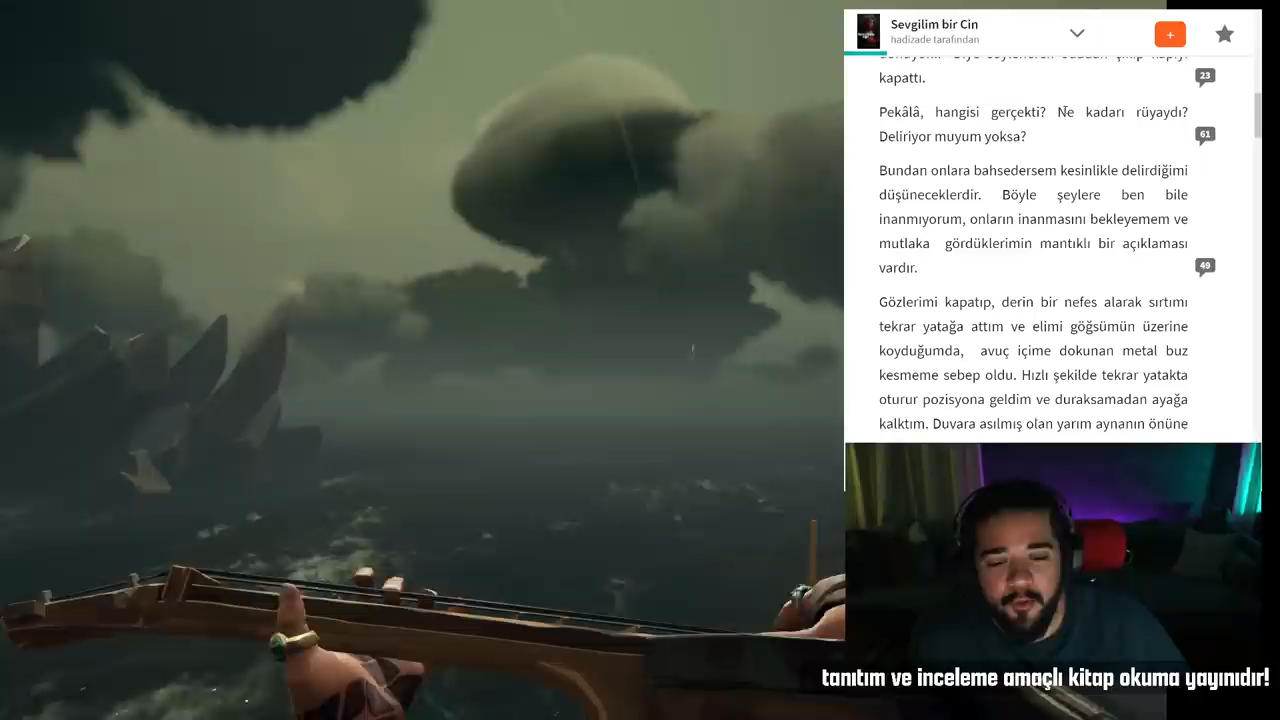 Sevgilim bir Cin
hadizade tarafından
+
kapattı.
23
Pekâlâ, hangisi gerçekti? Ne kadarı rüyaydı?
Deliriyor muyum yoksa?
61
Bundan onlara bahsedersem kesinlikle delirdiğimi
düşüneceklerdir. Böyle şeylere ben bile
inanmıyorum, onların inanmasını bekleyemem ve
mutlaka gördüklerimin mantıklı bir açıklaması
vardır.
49
Gözlerimi kapatıp, derin bir nefes alarak sırtımı
tekrar yatağa attım ve elimi göğsümün üzerine
koyduğumda, avuç içime dokunan metal buz
kesmeme sebep oldu. Hızlı şekilde tekrar yatakta
oturur pozisyona geldim ve duraksamadan ayağa
kalktım. Duvara asılmış olan yarım aynanın önüne
tanıtım ve inceleme amaçlı kitap okuma yayınıdır!